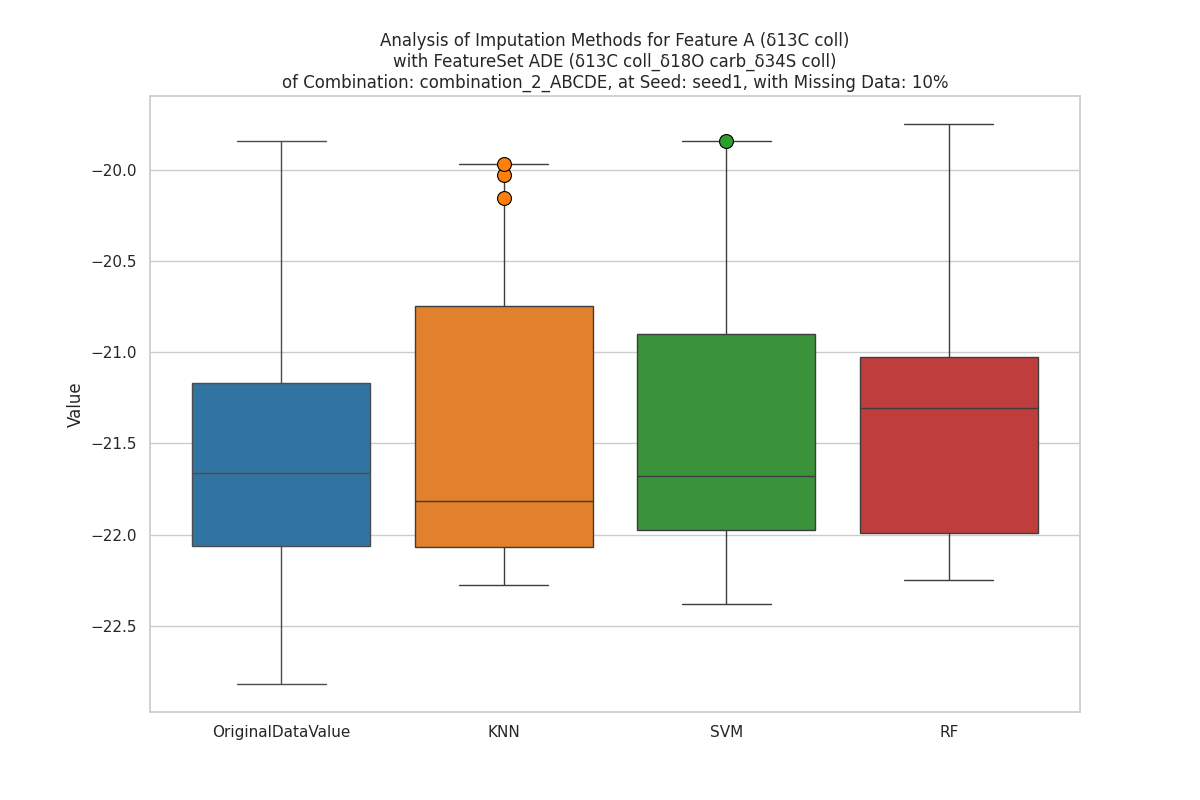 Analysis of Imputation Methods for Feature A (δ13C coll)
with FeatureSet ADE (δ13C coll_δ18O carb_δ34S coll)
of Combination: combination_2_ABCDE, at Seed: seed1, with Missing Data: 10%
−20.0
−20.5
−21.0
−21.5
−22.0
−22.5
Value
OriginalDataValue
KNN
SVM
RF